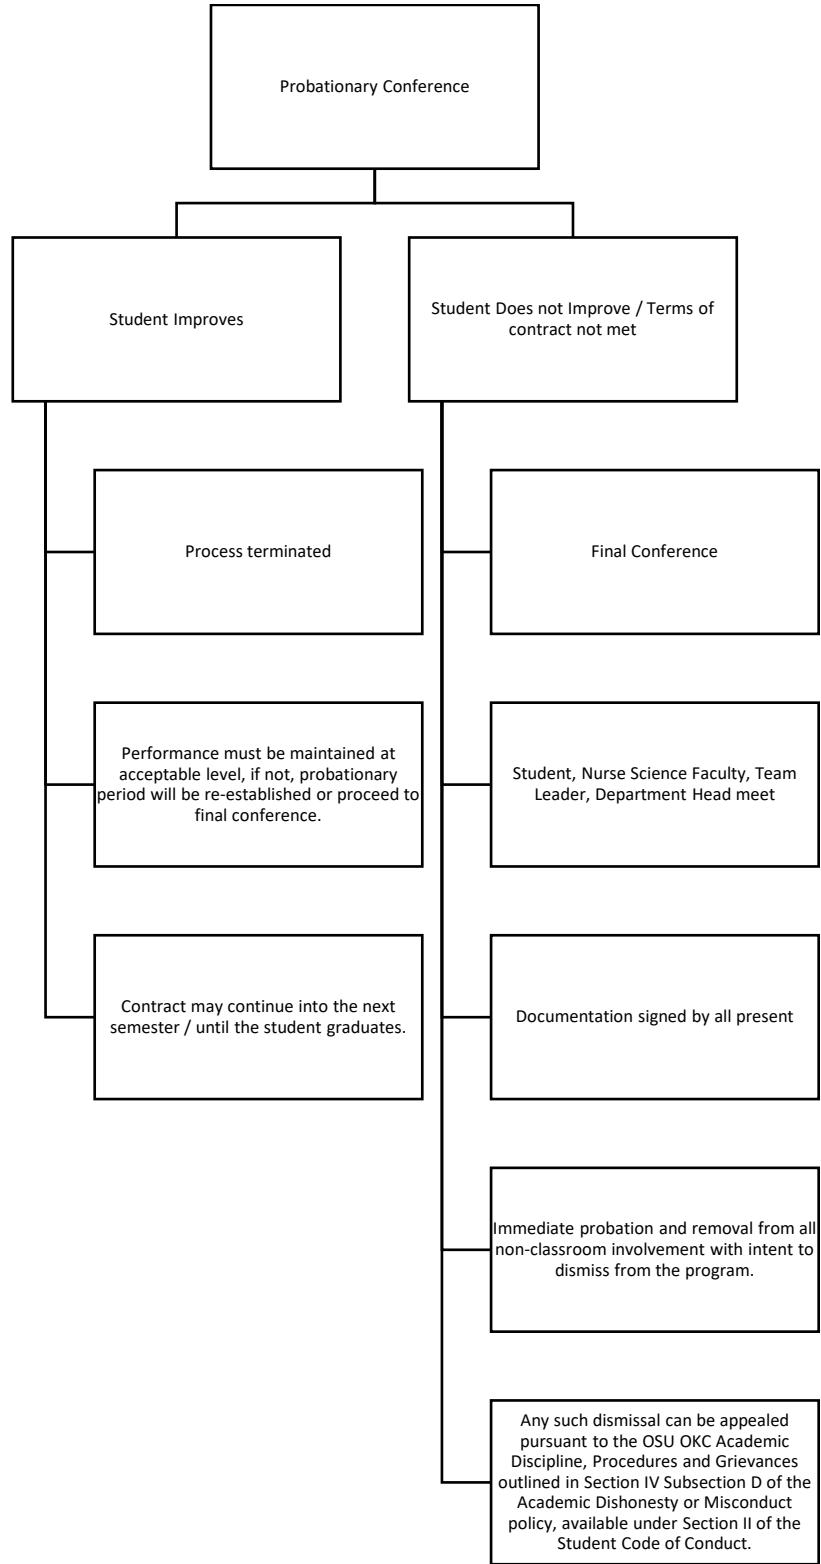 Probationary Conference
Student Improves
Process terminated
Performance must be maintained at
acceptable level, if not, probationary
period will be re-established or proceed to
final conference.
Contract may continue into the next
semester / until the student graduates.
Student Does not Improve / Terms of
contract not met
Final Conference
Student, Nurse Science Faculty, Team
Leader, Department Head meet
Documentation signed by all present
Immediate probation and removal from all
non-classroom involvement with intent to
dismiss from the program.
Any such dismissal can be appealed
pursuant to the OSU OKC Academic
Discipline, Procedures and Grievances
outlined in Section IV Subsection D of the
Academic Dishonesty or Misconduct
policy, available under Section II of the
Student Code of Conduct.